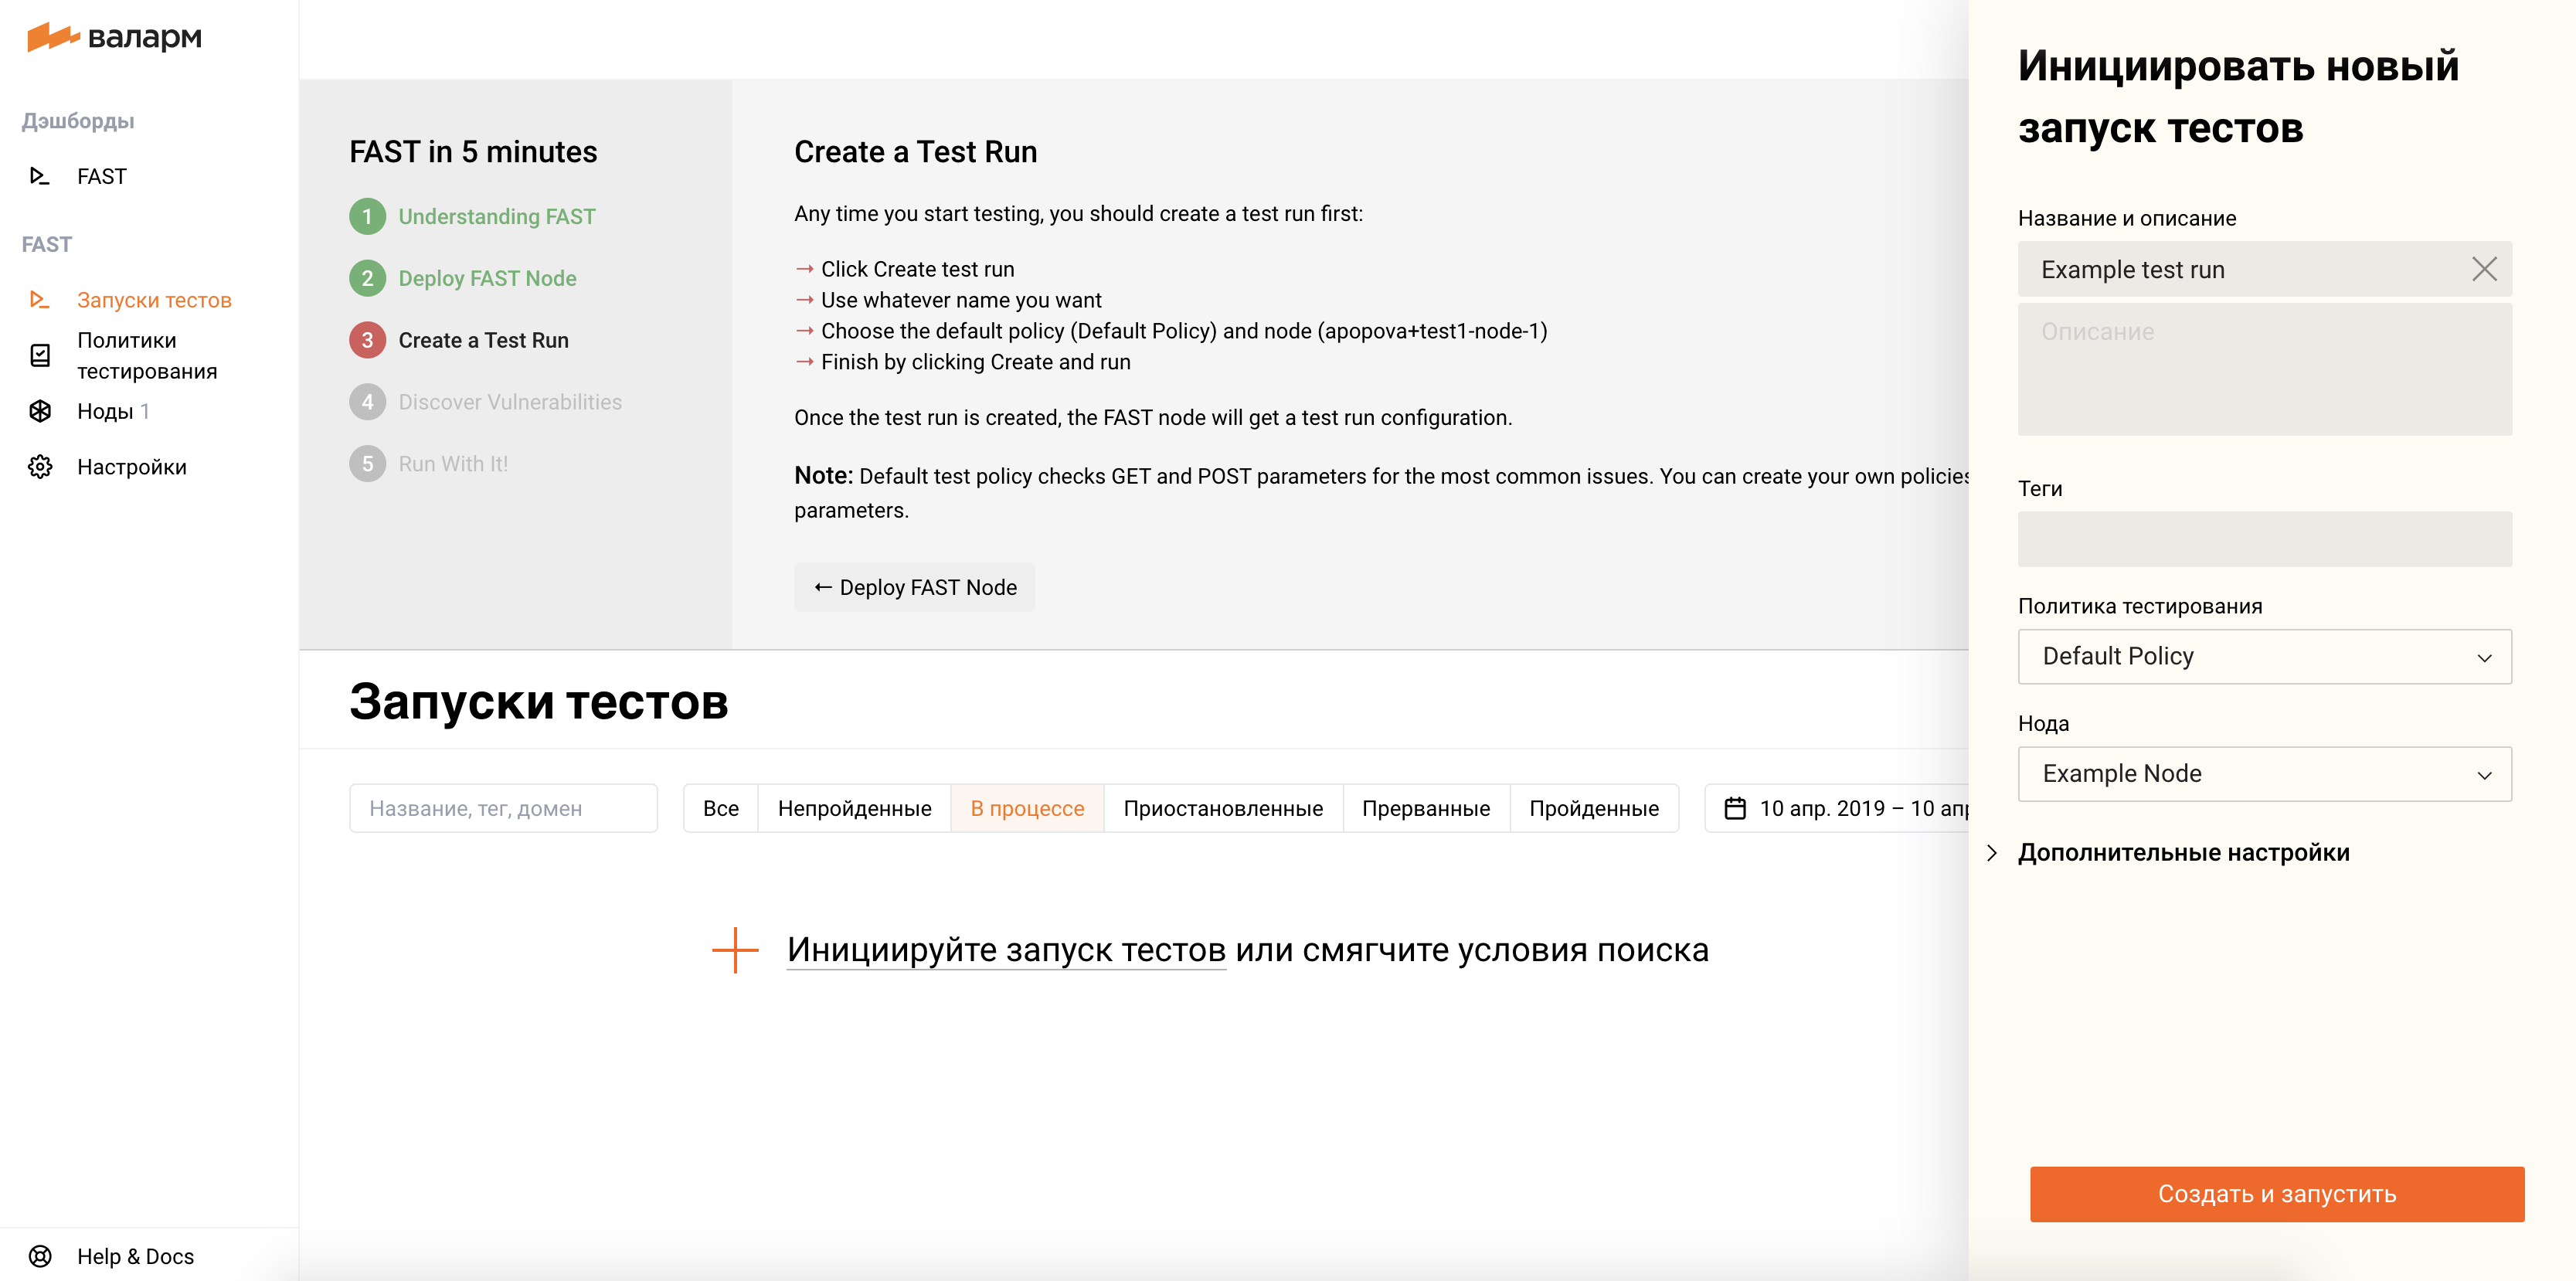 валарм
Дэшборды
FAST
FAST
Запуски тестов
Политики
тестирования
Ноды 1
Настройки
Help & Docs
FAST in 5 minutes
1 Understanding FAST
2 Deploy FAST Node
3 Create a Test Run
4 Discover Vulnerabilities
5 Run With It!
Create a Test Run
Any time you start testing, you should create a test run first:
→ Click Create test run
→ Use whatever name you want
→ Choose the default policy (Default Policy) and node (apopova+test1-node-1)
→ Finish by clicking Create and run
Once the test run is created, the FAST node will get a test run configuration.
Note: Default test policy checks GET and POST parameters for the most common issues. You can create your own policies
parameters.
← Deploy FAST Node
Запуски тестов
Название, тег, домен
Все Непройденные В процессе Приостановленные Прерванные Пройденные 10 апр. 2019 – 10 апр
Инициируйте запуск тестов или смягчите условия поиска
Инициировать новый
запуск тестов
Название и описание
Example test run
Описание
Теги
Политика тестирования
Default Policy
Нода
Example Node
Дополнительные настройки
Создать и запустить